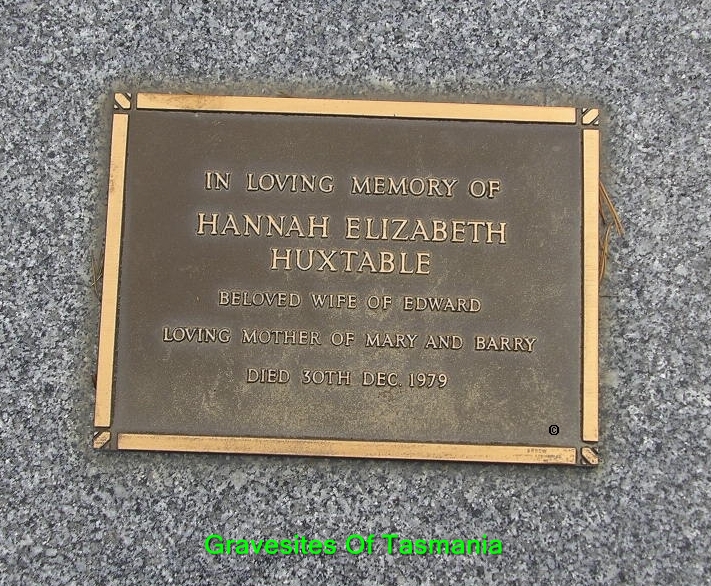 IN LOVING MEMORY OF
HANNAH ELIZABETH
HUXTABLE
BELOVED WIFE OF EDWARD
LOVING MOTHER OF MARY AND BARRY
DIED 30TH DEC. 1979
©
Gravesites Of Tasmania